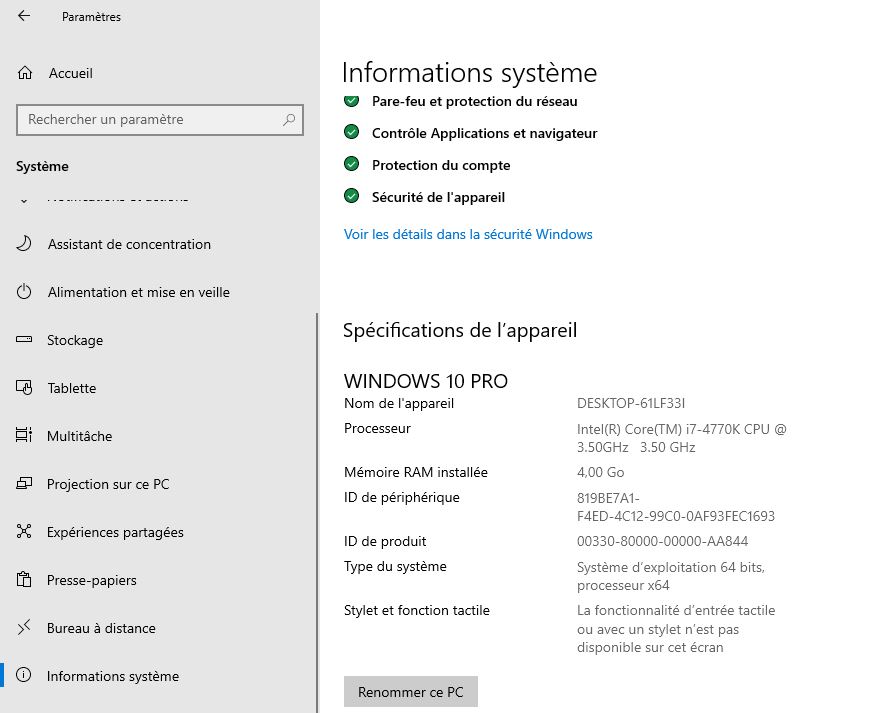 Paramètres
Accueil
Rechercher un paramètre
Système
Notifications et actions
Assistant de concentration
Alimentation et mise en veille
Stockage
Tablette
Multitâche
Projection sur ce PC
Expériences partagées
Presse-papiers
Bureau à distance
Informations système
Informations système
Pare-feu et protection du réseau
Contrôle Applications et navigateur
Protection du compte
Sécurité de l'appareil
Voir les détails dans la sécurité Windows
Spécifications de l’appareil
WINDOWS 10 PRO
Nom de l'appareil DESKTOP-61LF33I
Processeur Intel(R) Core(TM) i7-4770K CPU @
3.50GHz 3.50 GHz
Mémoire RAM installée 4,00 Go
ID de périphérique 819BE7A1-
F4ED-4C12-99C0-0AF93FEC1693
ID de produit 00330-80000-00000-AA844
Type du système Système d’exploitation 64 bits,
processeur x64
Stylet et fonction tactile La fonctionnalité d’entrée tactile
ou avec un stylet n’est pas
disponible sur cet écran
Renommer ce PC